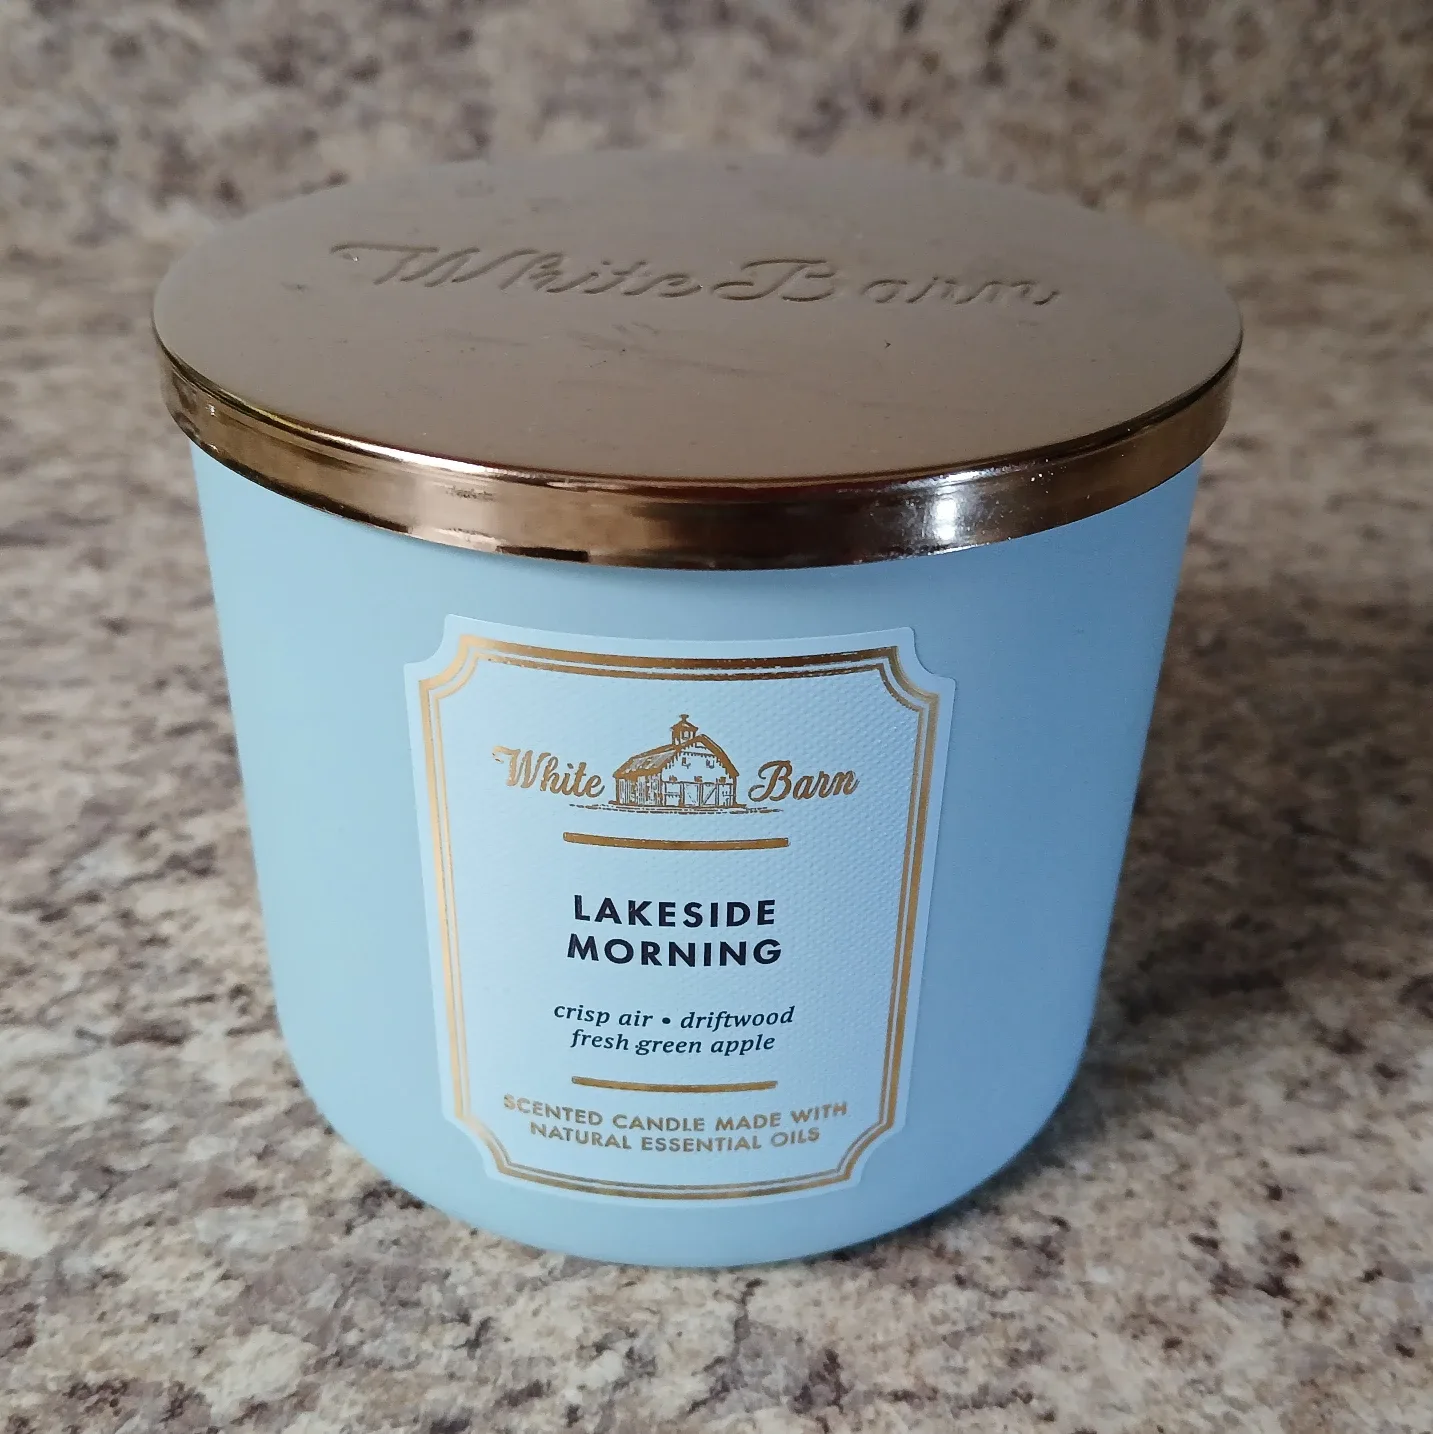 White Barn
White Barn
LAKESIDE
MORNING
crisp air • driftwood
fresh green apple
SCENTED CANDLE MADE WITH
NATURAL ESSENTIAL OILS